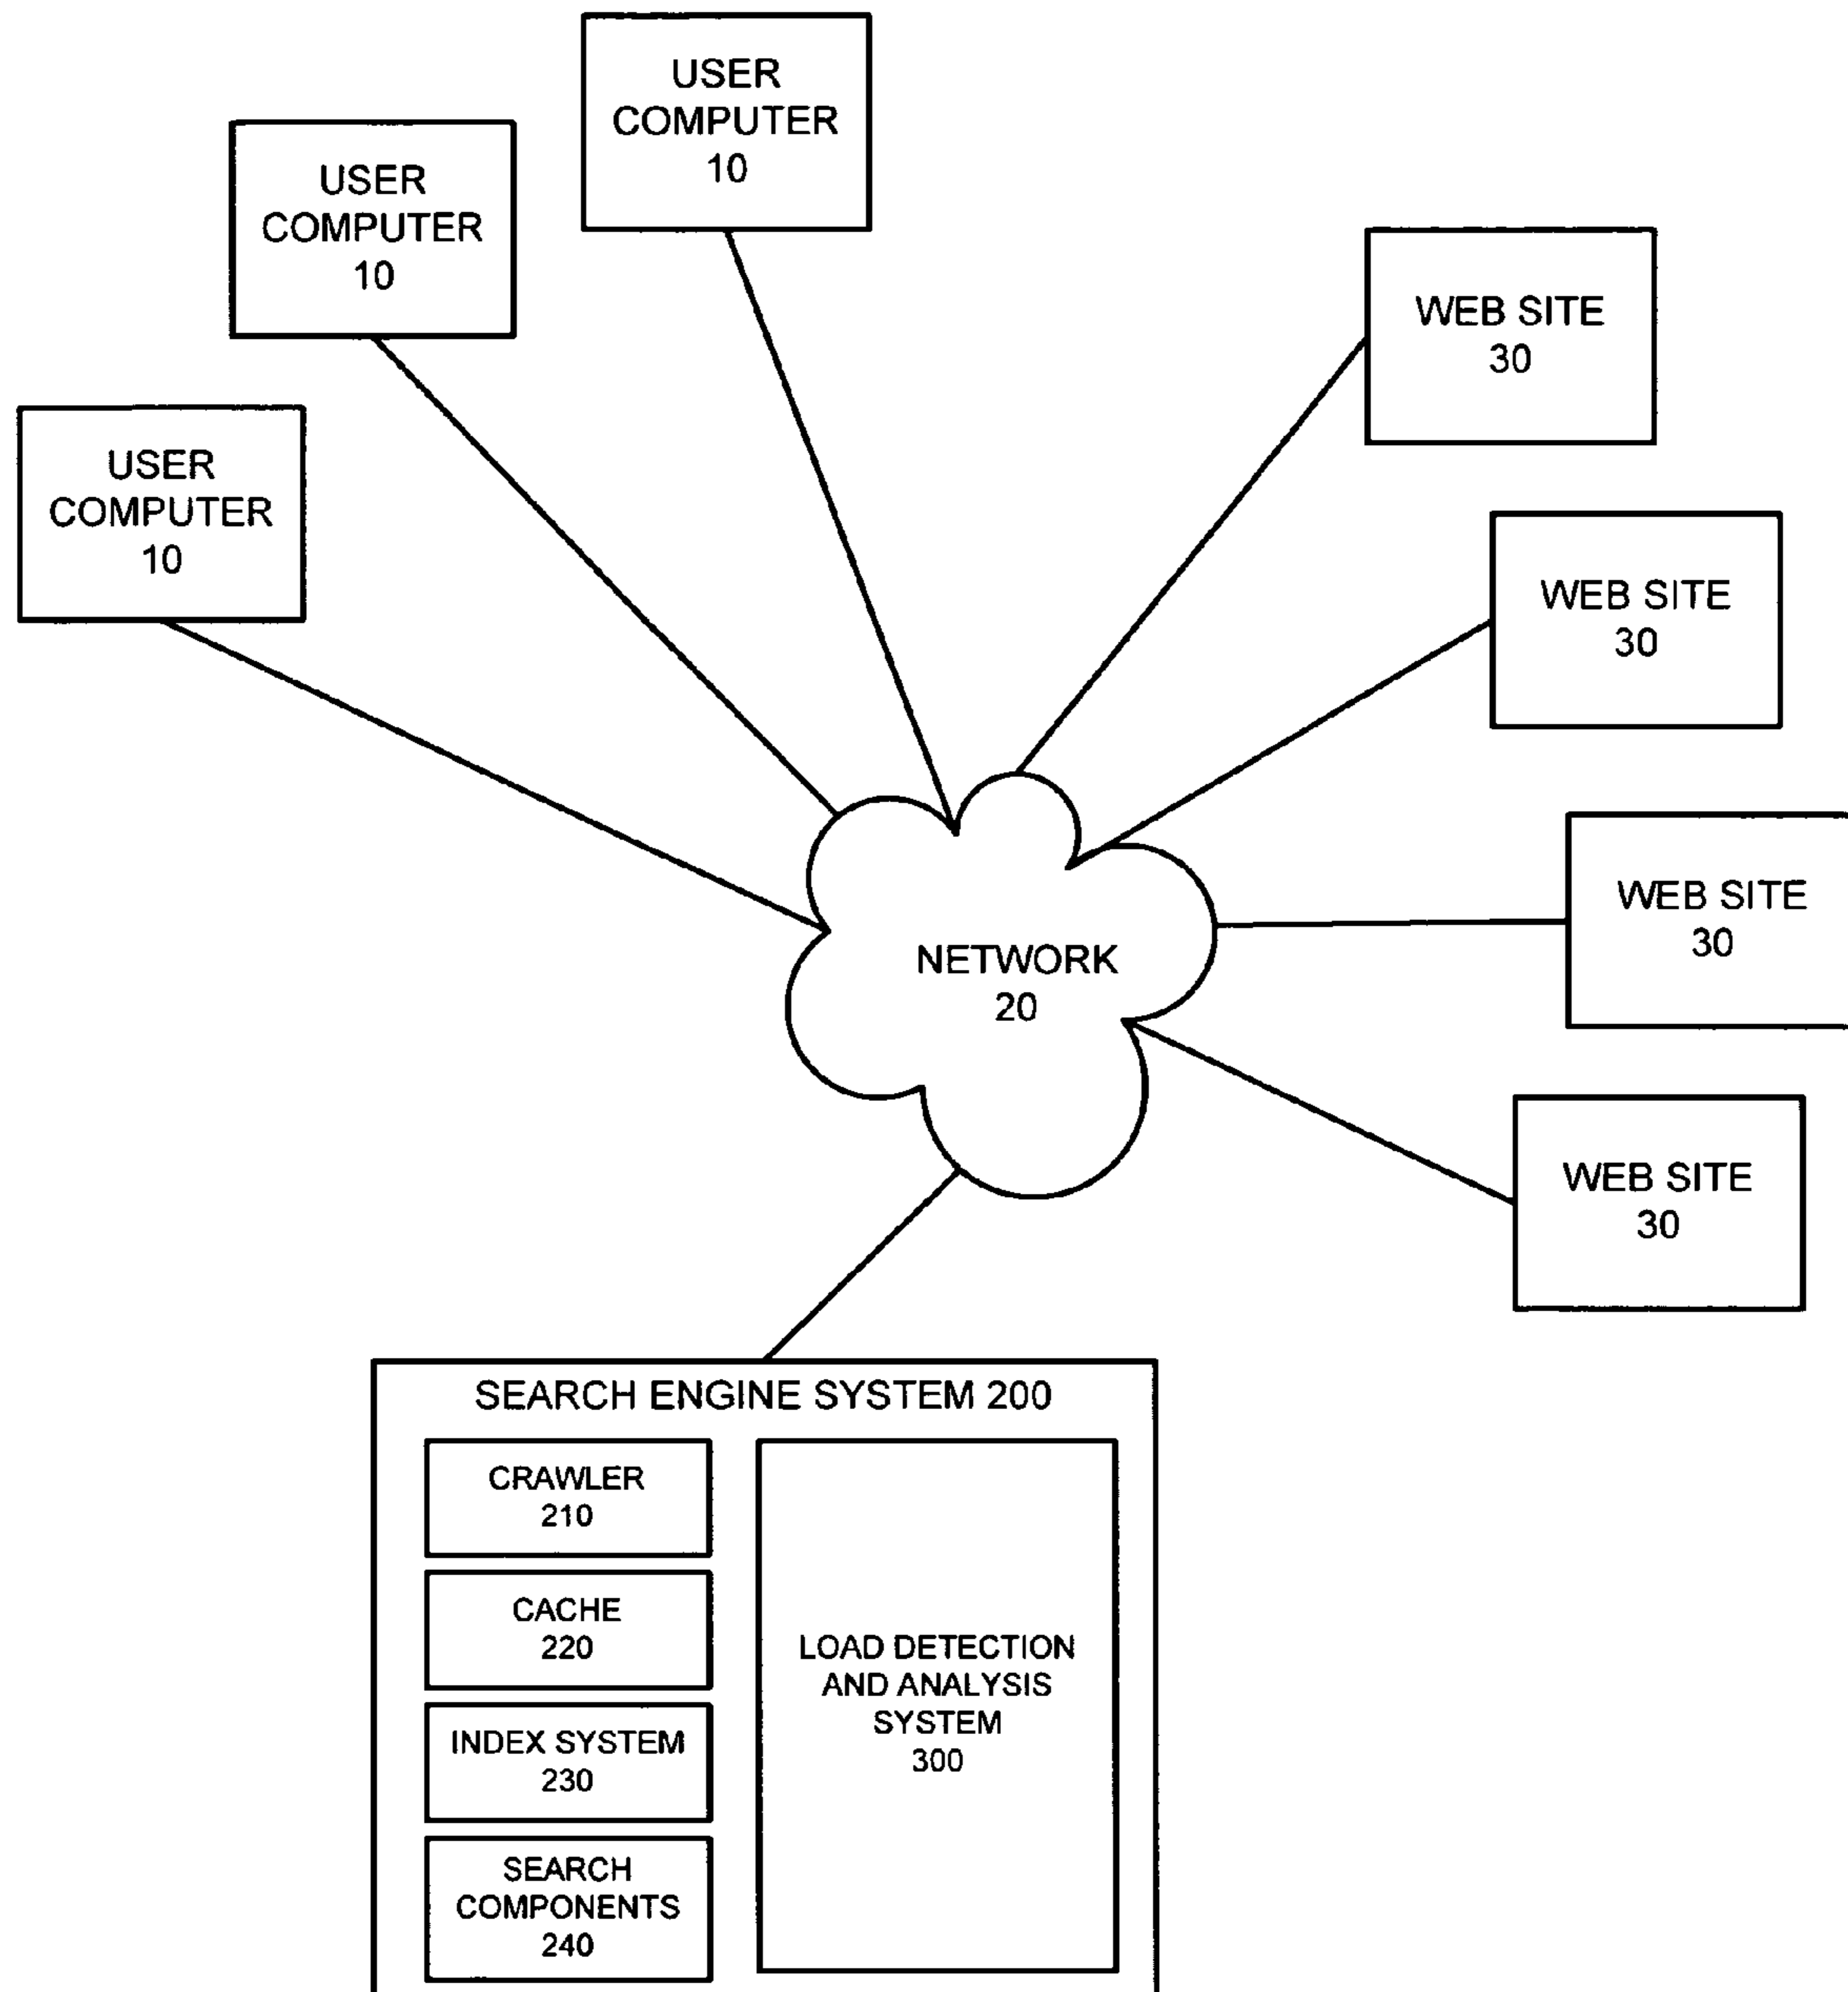 USER
COMPUTER
10
USER
COMPUTER
10
USER
COMPUTER
10
WEB SITE
30
WEB SITE
30
WEB SITE
30
WEB SITE
30
NETWORK
20
SEARCH ENGINE SYSTEM 200
CRAWLER
210
CACHE
220
INDEX SYSTEM
230
SEARCH
COMPONENTS
240
LOAD DETECTION
AND ANALYSIS
SYSTEM
300